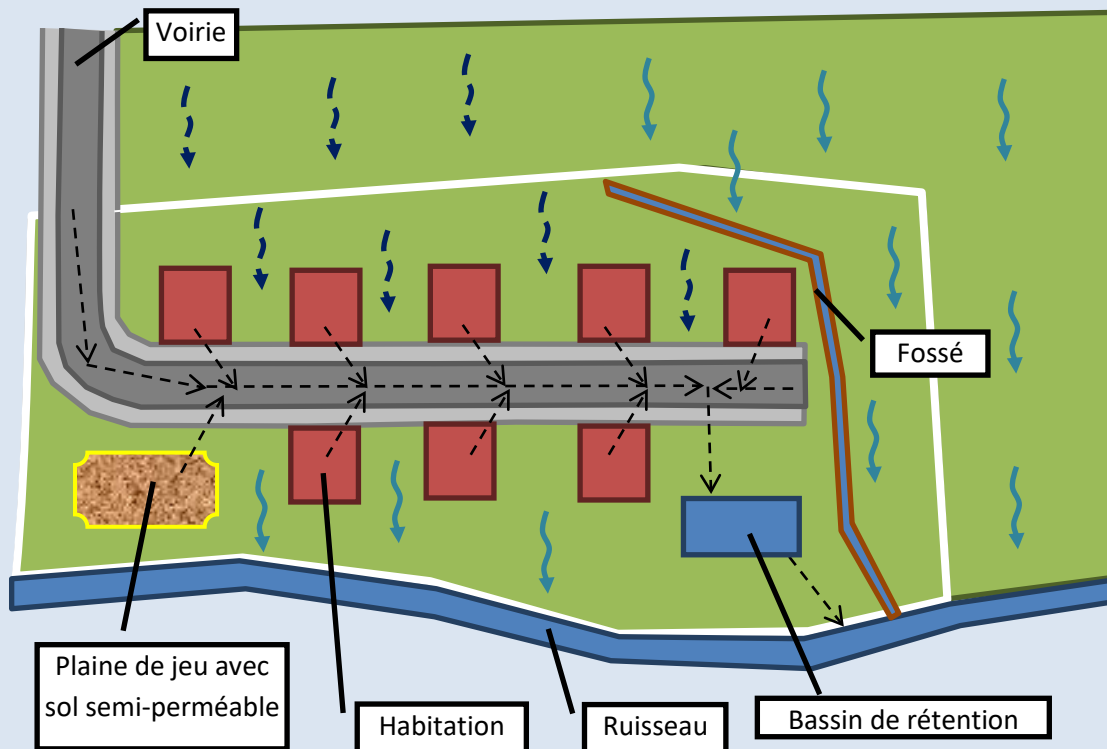 Voirie
Fossé
Plaine de jeu avec
sol semi-perméable
Habitation
Ruisseau
Bassin de rétention